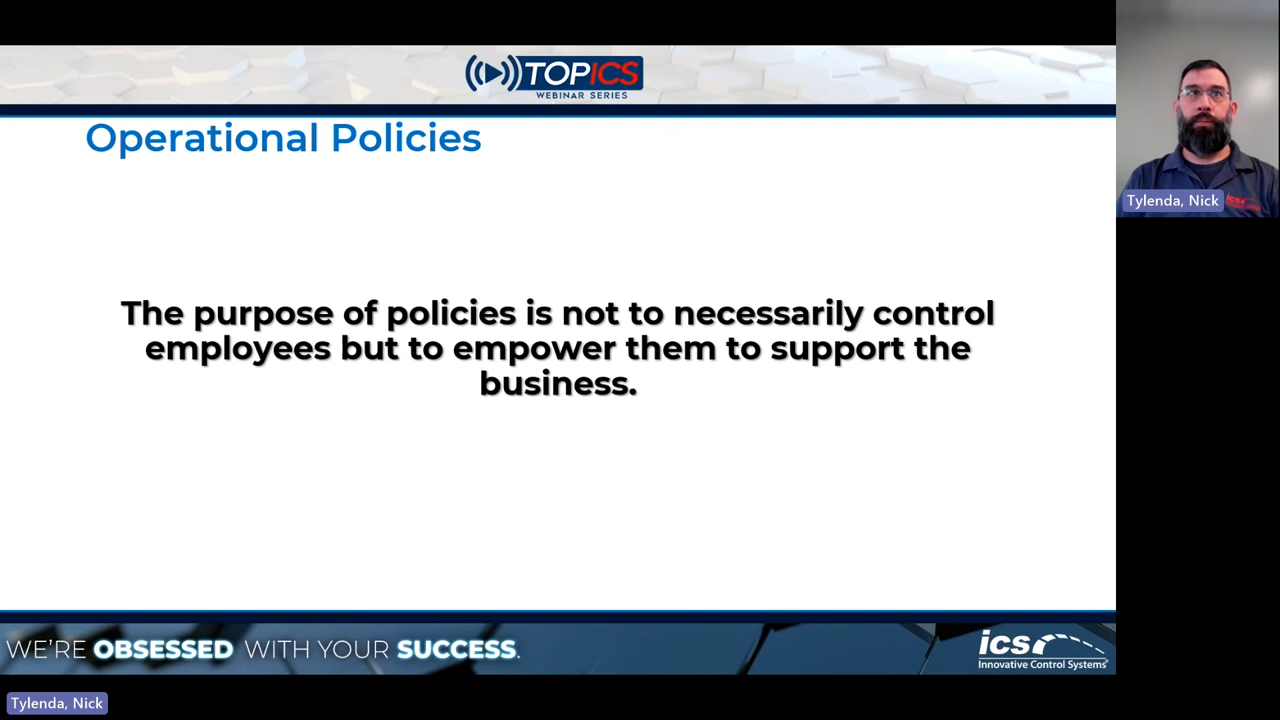 TOPICS
WEBINAR SERIES
Operational Policies
The purpose of policies is not to necessarily control
employees but to empower them to support the
business.
WE'RE OBSESSED WITH YOUR SUCCESS.
ics
Innovative Control Systems®
Tylenda, Nick
ics
Tylenda, Nick